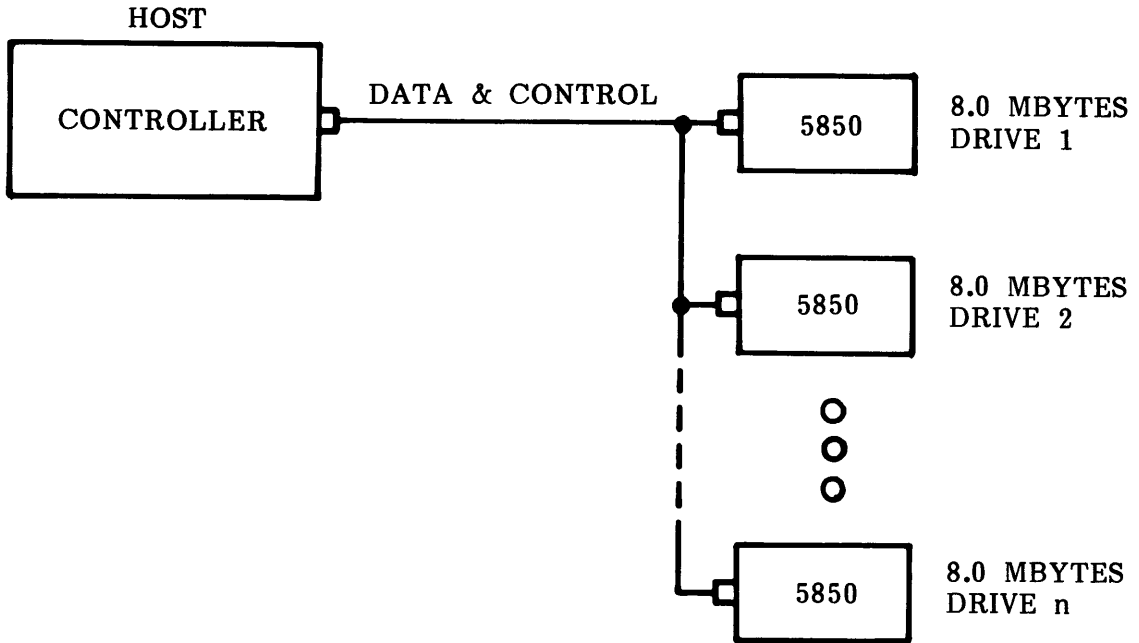 HOST
CONTROLLER
DATA & CONTROL
5850
8.0 MBYTES
DRIVE 1
5850
8.0 MBYTES
DRIVE 2
5850
8.0 MBYTES
DRIVE n